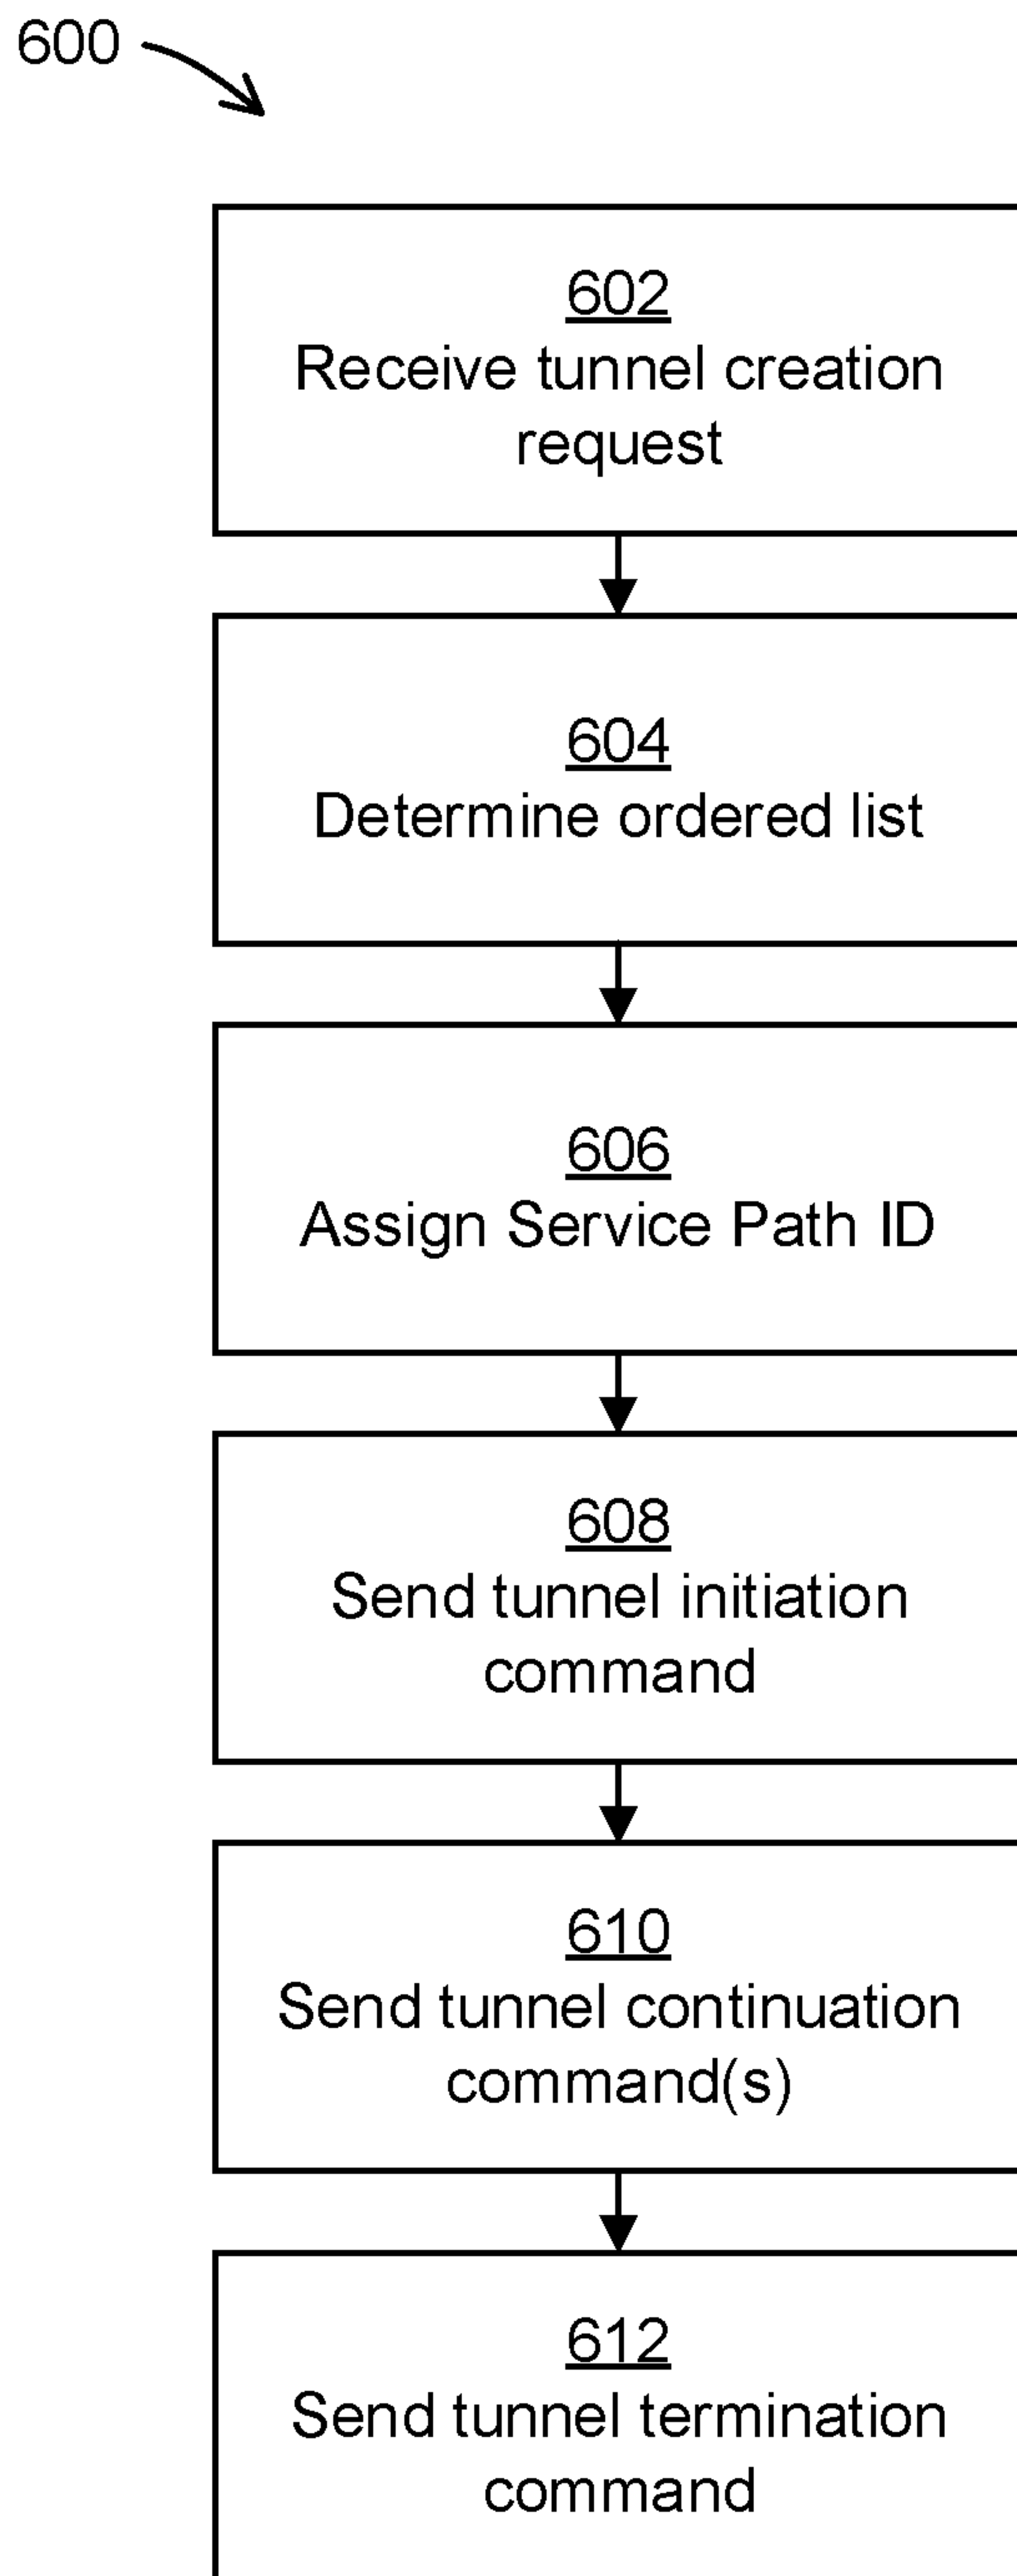 600
602
Receive tunnel creation
request
604
Determine ordered list
606
Assign Service Path ID
608
Send tunnel initiation
command
610
Send tunnel continuation
command(s)
612
Send tunnel termination
command